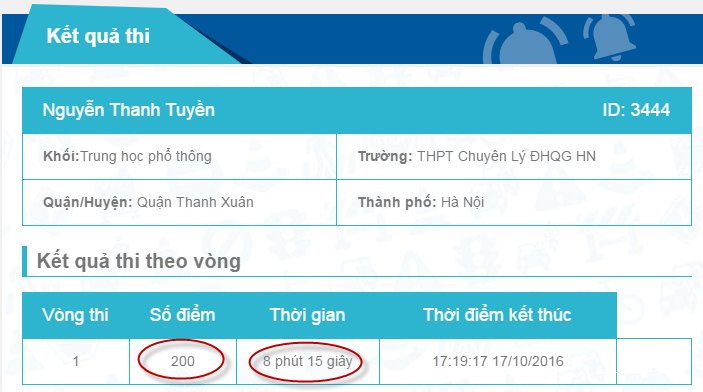 Kết quả thi
Nguyễn Thanh Tuyền ID: 3444
Khối:Trung học phổ thông Trường: THPT Chuyên Lý ĐHQG HN
Quận/Huyện: Quận Thanh Xuân Thành phố: Hà Nội
Kết quả thi theo vòng
Vòng thi Số điểm Thời gian Thời điểm kết thúc
1 200 8 phút 15 giây 17:19:17 17/10/2016